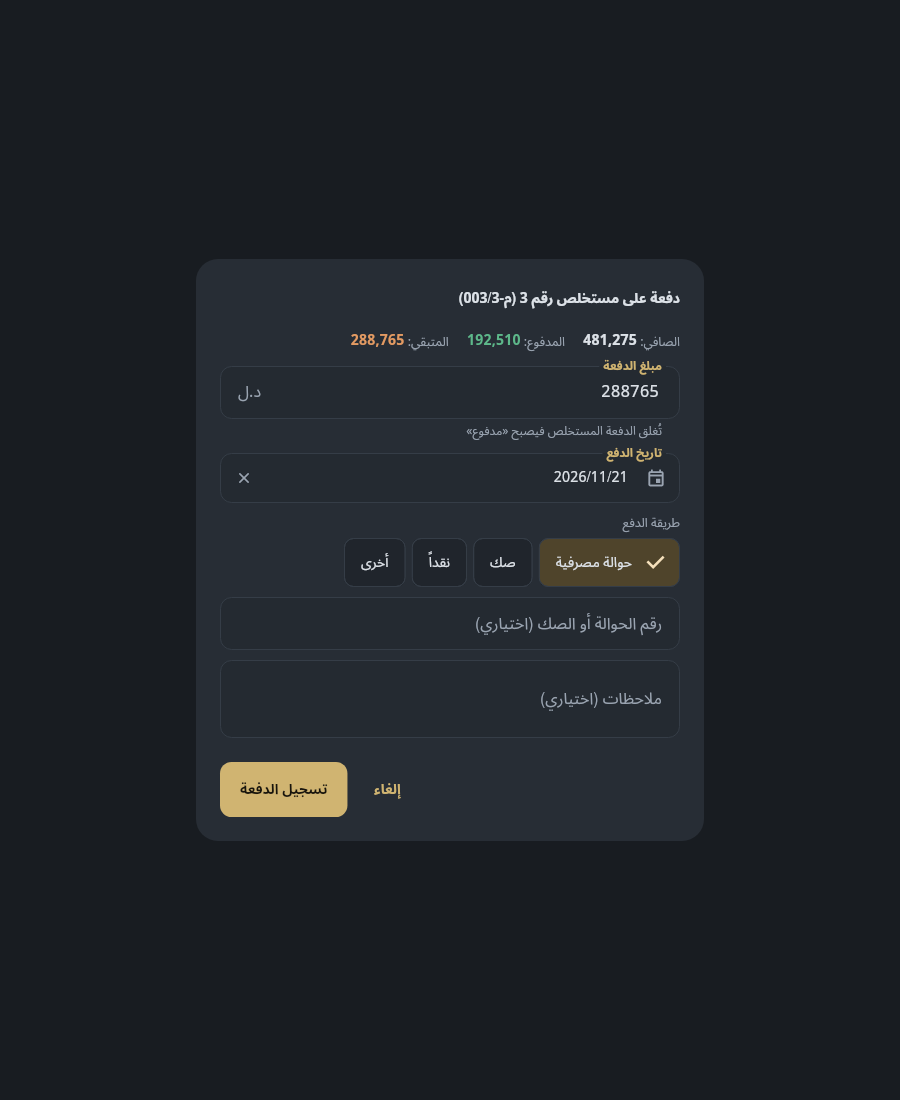 دفعة على مستخلص رقم 3 (م-003/3)
الصافي: 481,275 المدفوع: 192,510 المتبقي: 288,765
مبلغ الدفعة
288765 د.ل
تُغلق الدفعة المستخلص فيصبح «مدفوع»
تاريخ الدفع
2026/11/21
طريقة الدفع
حوالة مصرفية صك نقداً أخرى
رقم الحوالة أو الصك (اختياري)
ملاحظات (اختياري)
إلغاء تسجيل الدفعة